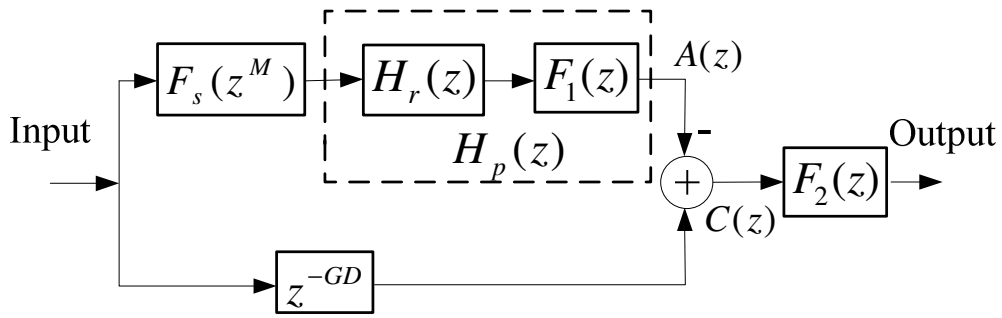 F_s(z^M)
H_r(z)
F_1(z)
A(z)
H_p(z)
-
Input
+
C(z)
F_2(z)
Output
z^{-GD}